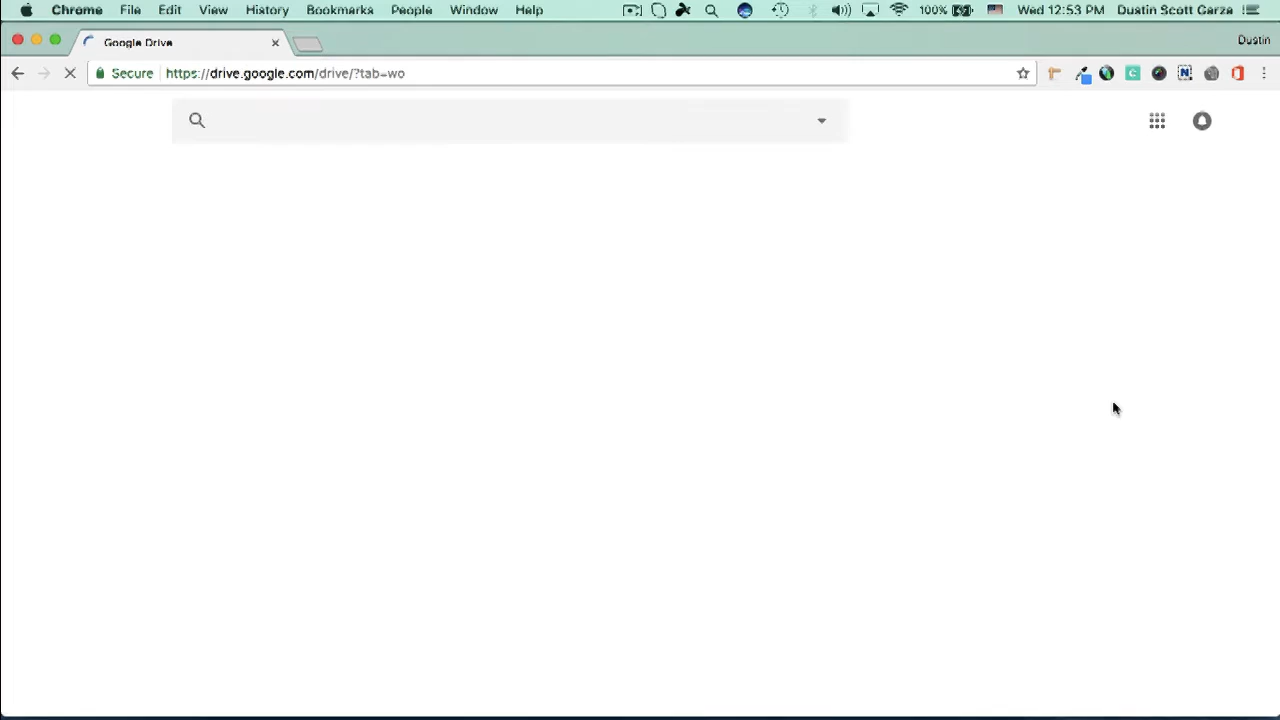 Chrome File Edit View History Bookmarks People Window Help 100% Wed 12:53 PM Dustin Scott Garza
Google Drive Dustin
Secure https://drive.google.com/drive/?tab=wo